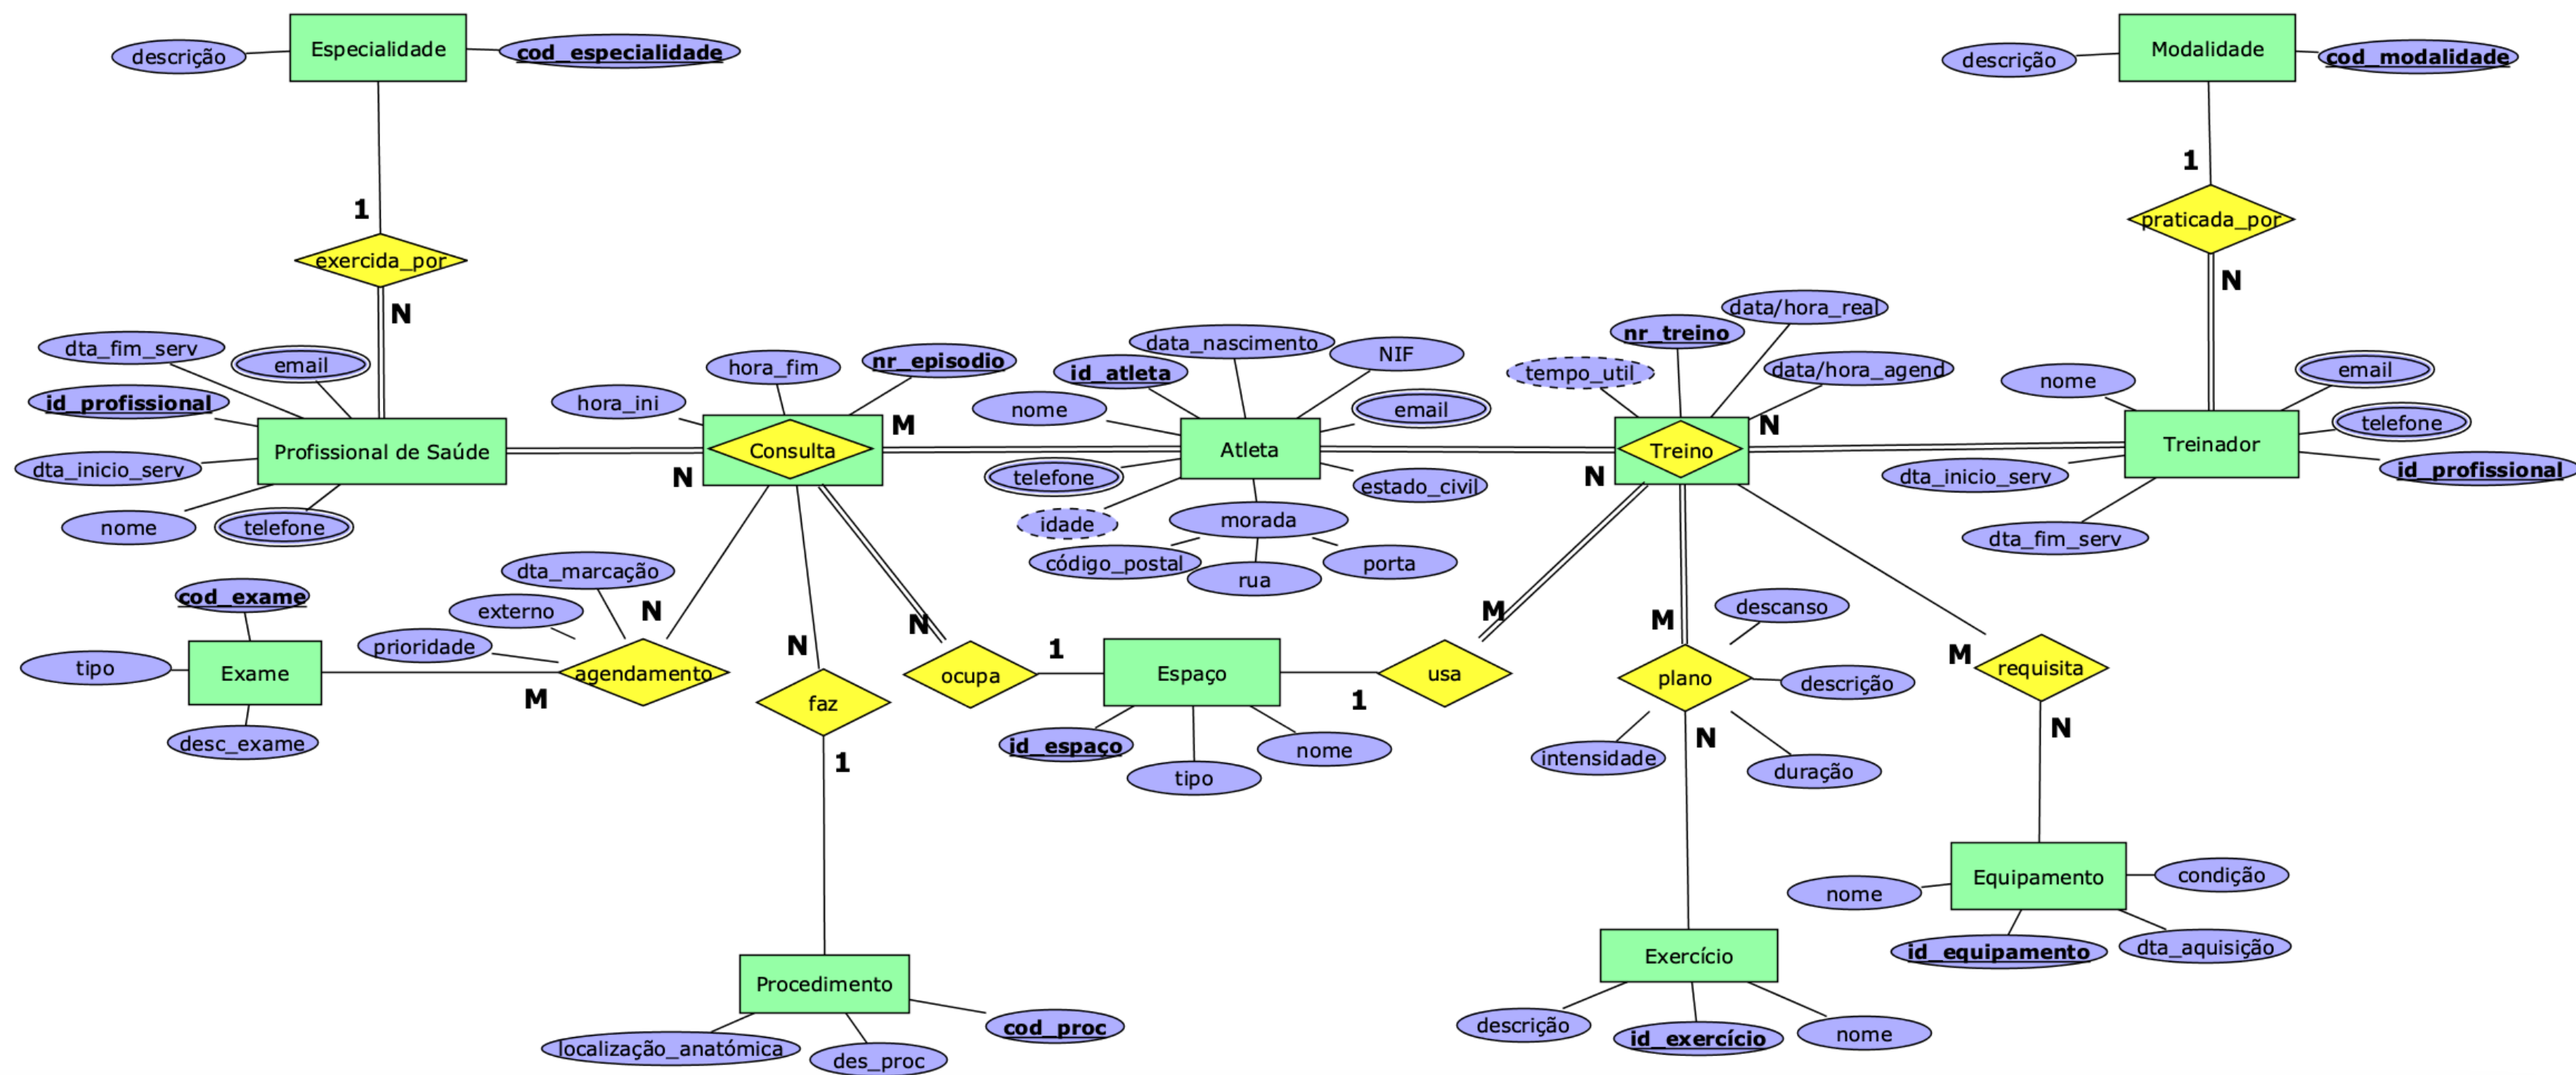 Especialidade
descrição
cod_especialidade
1
exercida_por
N
dta_fim_serv
email
id_profissional
Profissional de Saúde
dta_inicio_serv
nome
telefone
hora_ini
hora_fim
nr_episodio
Consulta
M
N
data_nascimento
NIF
id_atleta
nome
email
Atleta
telefone
estado_civil
idade
morada
código_postal
rua
porta
data/hora_real
nr_treino
tempo_util
data/hora_agend
Treino
N
N
Modalidade
descrição
cod_modalidade
1
praticada_por
N
nome
email
telefone
Treinador
id_profissional
dta_inicio_serv
dta_fim_serv
cod_exame
tipo
Exame
desc_exame
dta_marcação
externo
prioridade
N
agendamento
M
N
faz
1
Procedimento
localização_anatómica
des_proc
cod_proc
N
ocupa
1
Espaço
id_espaço
tipo
nome
1
usa
M
M
plano
descanso
descrição
intensidade
duração
N
Exercício
descrição
id_exercício
nome
M
requisita
N
Equipamento
condição
nome
id_equipamento
dta_aquisição